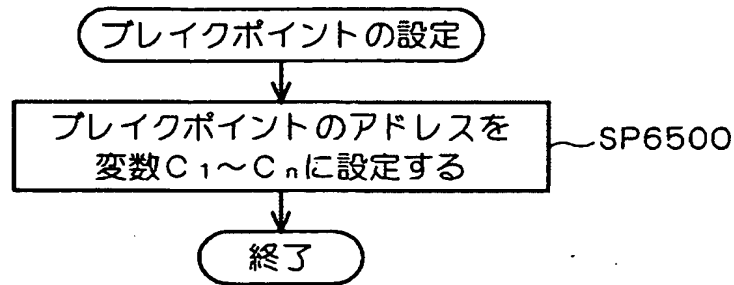 ブレイクポイントの設定
ブレイクポイントのアドレスを
変数C1～Cnに設定する
SP6500
終了